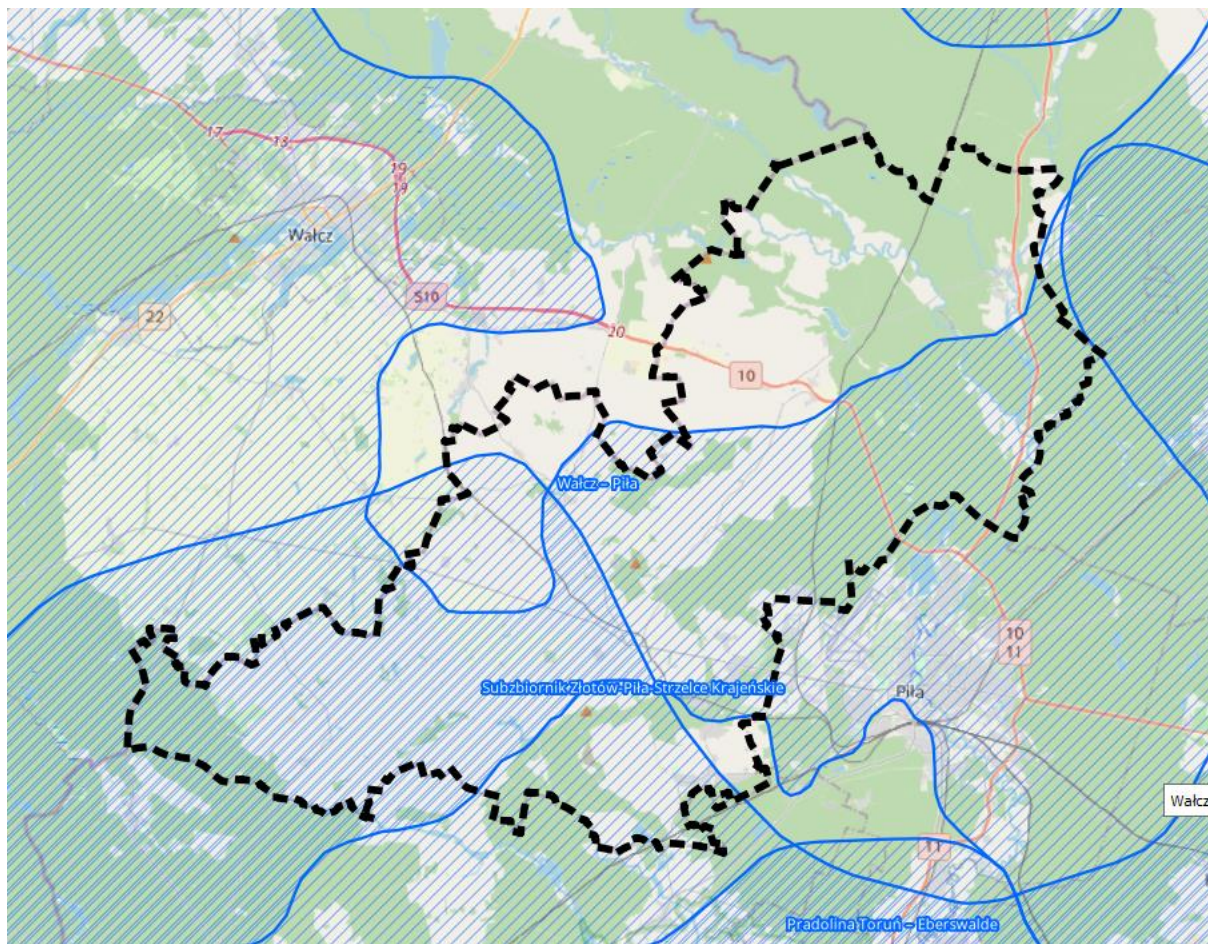 17
13
19
19
Wałcz
S10
22
20
10
Wałcz – Piła
10
11
Subzbiornik Złotów-Piła-Strzelce Krajeńskie
Piła
Wałcz
11
Pradolina Toruń – Eberswalde